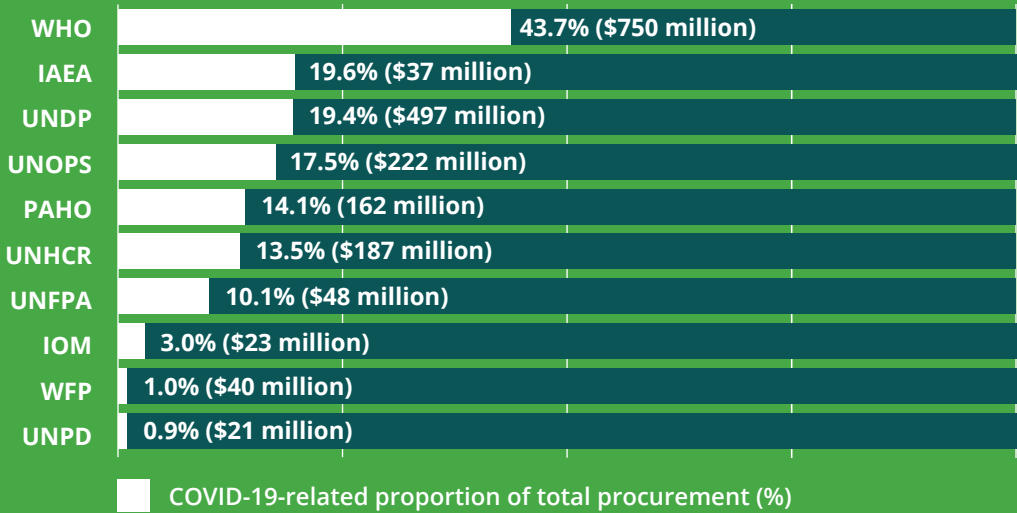 WHO 43.7% ($750 million)
IAEA 19.6% ($37 million)
UNDP 19.4% ($497 million)
UNOPS 17.5% ($222 million)
PAHO 14.1% (162 million)
UNHCR 13.5% ($187 million)
UNFPA 10.1% ($48 million)
IOM 3.0% ($23 million)
WFP 1.0% ($40 million)
UNPD 0.9% ($21 million)
COVID-19-related proportion of total procurement (%)